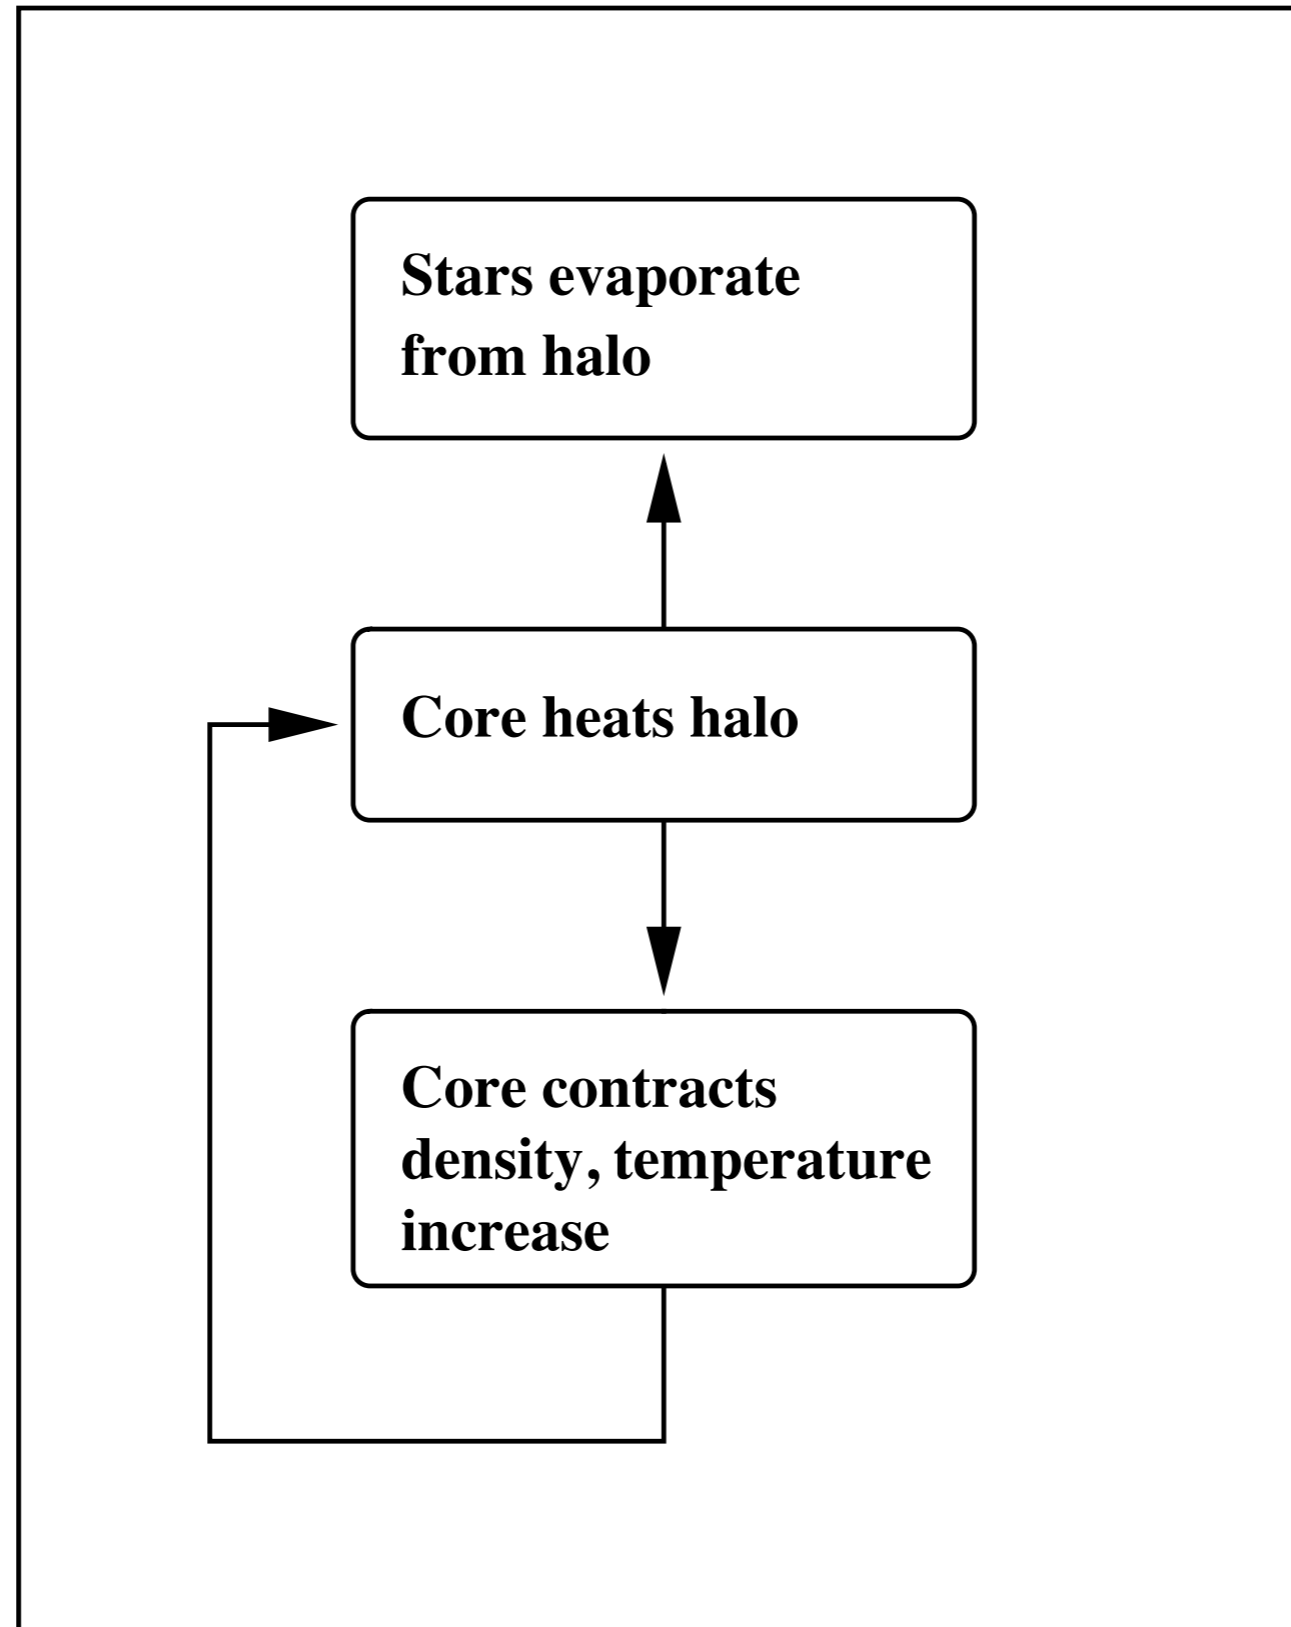 Stars evaporate
from halo
Core heats halo
Core contracts
density, temperature
increase